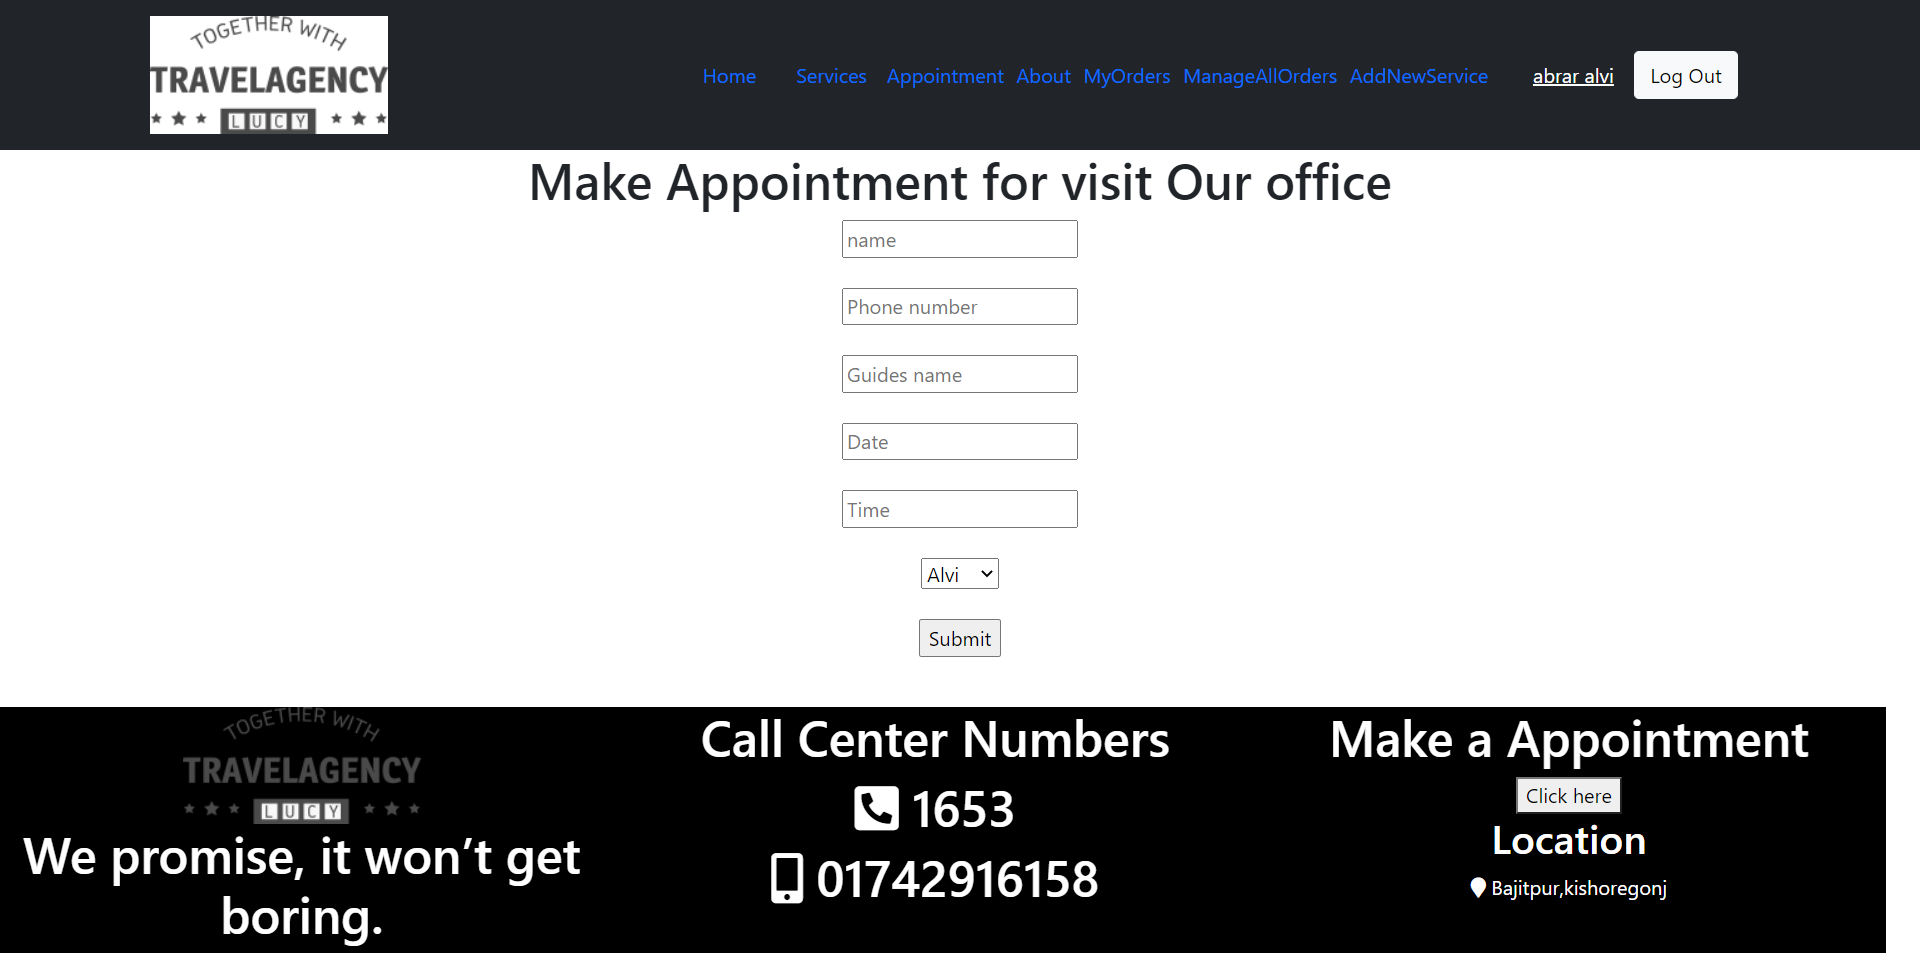 TOGETHER WITH
TRAVELAGENCY
LUCY
Home Services Appointment About MyOrders ManageAllOrders AddNewService abrar alvi Log Out
Make Appointment for visit Our office
name
Phone number
Guides name
Date
Time
Alvi
Submit
TOGETHER WITH
TRAVELAGENCY
LUCY
We promise, it won’t get
boring.
Call Center Numbers
1653
01742916158
Make a Appointment
Click here
Location
Bajitpur,kishoregonj